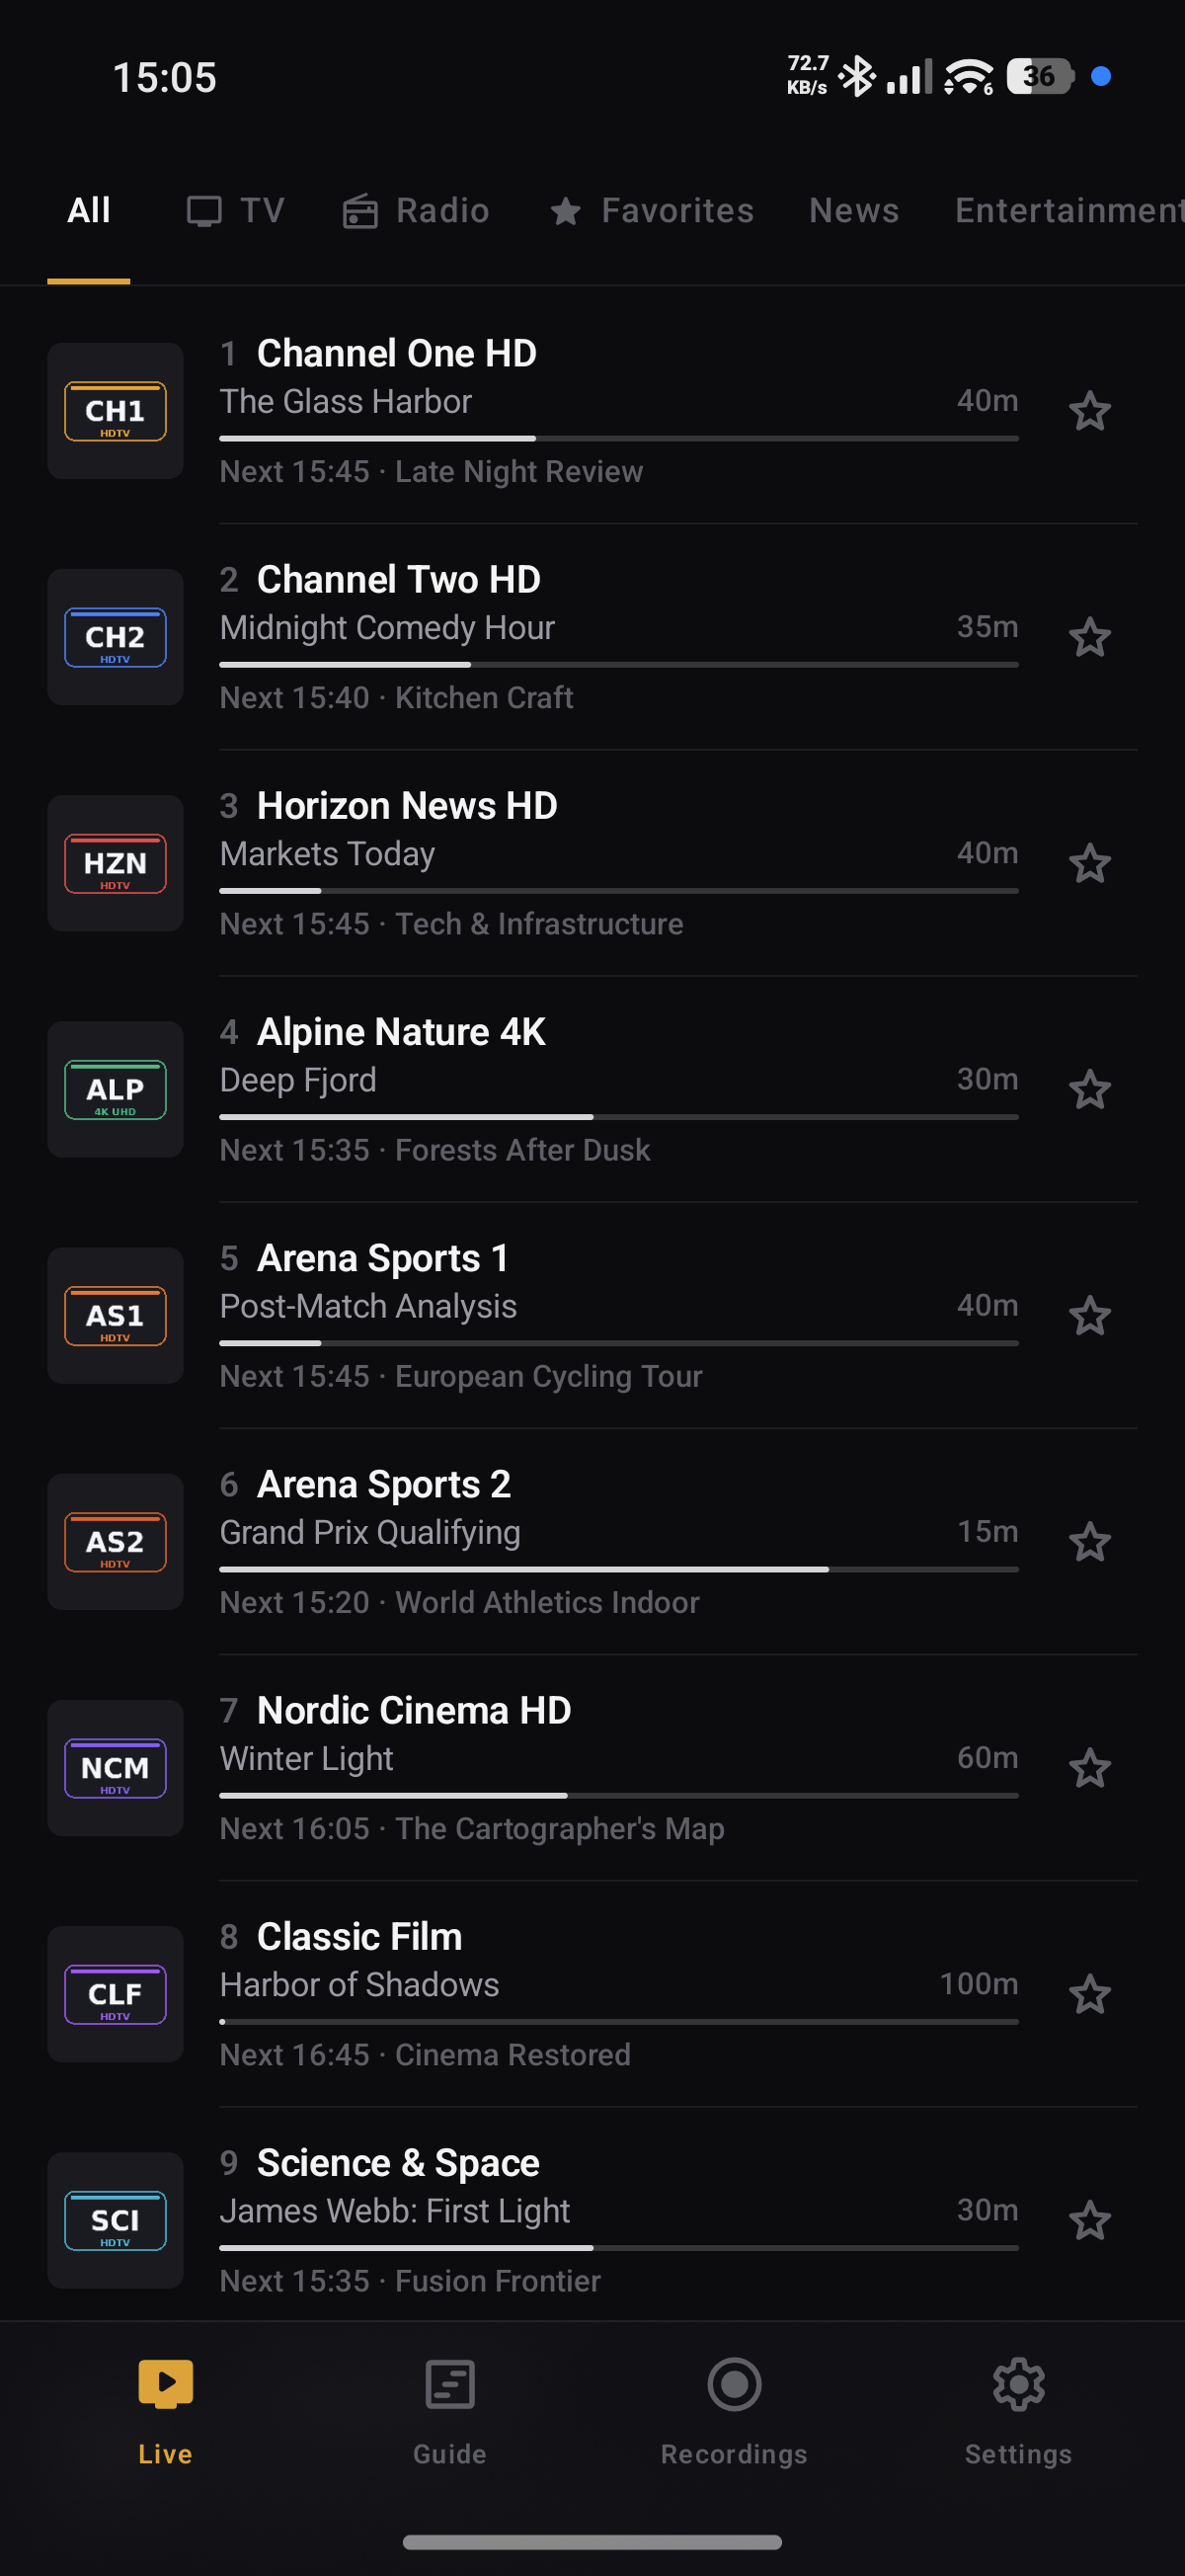 15:05
72.7
KB/s
6
36
All
TV
Radio
Favorites
News
Entertainment
CH1
HDTV
1 Channel One HD
The Glass Harbor
40m
Next 15:45 · Late Night Review
CH2
HDTV
2 Channel Two HD
Midnight Comedy Hour
35m
Next 15:40 · Kitchen Craft
HZN
HDTV
3 Horizon News HD
Markets Today
40m
Next 15:45 · Tech & Infrastructure
ALP
4K UHD
4 Alpine Nature 4K
Deep Fjord
30m
Next 15:35 · Forests After Dusk
AS1
HDTV
5 Arena Sports 1
Post-Match Analysis
40m
Next 15:45 · European Cycling Tour
AS2
HDTV
6 Arena Sports 2
Grand Prix Qualifying
15m
Next 15:20 · World Athletics Indoor
NCM
HDTV
7 Nordic Cinema HD
Winter Light
60m
Next 16:05 · The Cartographer's Map
CLF
HDTV
8 Classic Film
Harbor of Shadows
100m
Next 16:45 · Cinema Restored
SCI
HDTV
9 Science & Space
James Webb: First Light
30m
Next 15:35 · Fusion Frontier
Live
Guide
Recordings
Settings